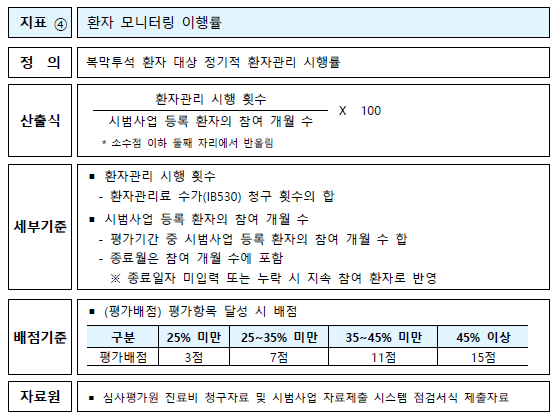 지표 ④ 환자 모니터링 이행률
정 의 복막투석 환자 대상 정기적 환자관리 시행률
산출식
환자관리 시행 횟수
시범사업 등록 환자의 참여 개월 수
X 100
* 소수점 이하 둘째 자리에서 반올림
세부기준
▪ 환자관리 시행 횟수
- 환자관리료 수가(IB530) 청구 횟수의 합
▪ 시범사업 등록 환자의 참여 개월 수
- 평가기간 중 시범사업 등록 환자의 참여 개월 수 합
- 종료월은 참여 개월 수에 포함
※ 종료일자 미입력 또는 누락 시 지속 참여 환자로 반영
배점기준
▪ (평가배점) 평가항목 달성 시 배점
구분 25% 미만 25~35% 미만 35~45% 미만 45% 이상
평가배점 3점 7점 11점 15점
자료원 ▪ 심사평가원 진료비 청구자료 및 시범사업 자료제출 시스템 점검서식 제출자료